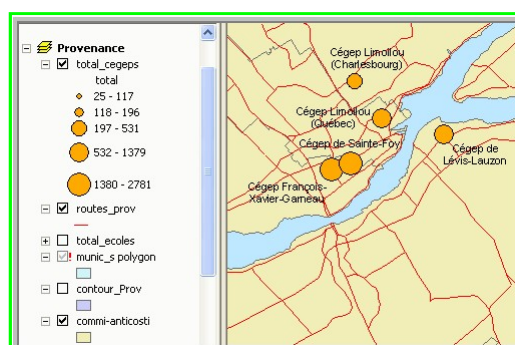 Provenance
total_cegeps
total
25 - 117
118 - 196
197 - 531
532 - 1379
1380 - 2781
routes_prov
total_ecoles
munic_s polygon
contour_Prov
commi-anticosti
Cégep Limoilou
(Charlesbourg)
Cégep Limoilou
(Québec)
Cégep de Sainte-Foy
Cégep de
Lévis-Lauzon
Cégep François-
Xavier-Garneau